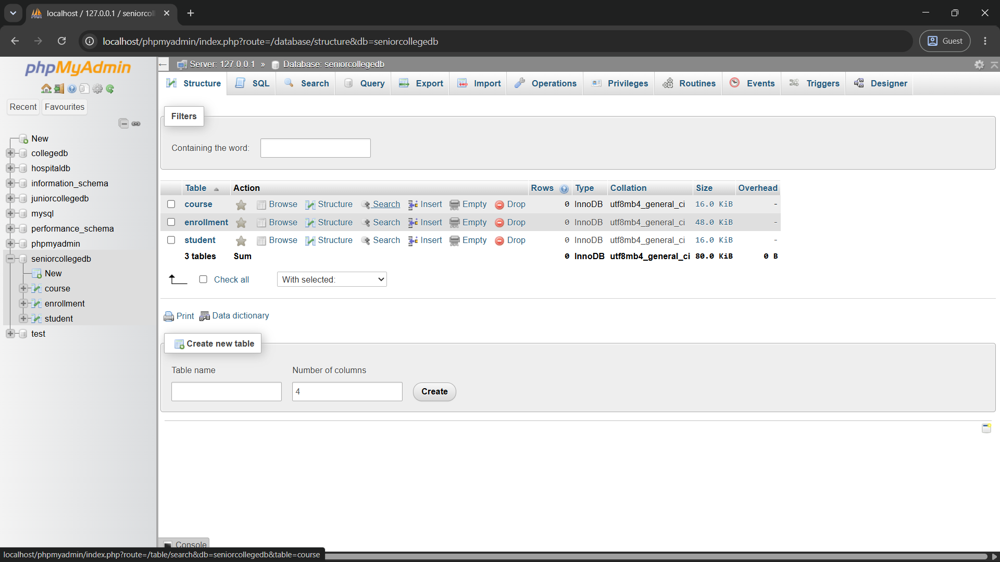 localhost / 127.0.0.1 / seniorcoll
localhost/phpmyadmin/index.php?route=/database/structure&db=seniorcollegedb
Guest
phpMyAdmin
Recent
Favourites
New
collegedb
hospitaldb
information_schema
juniorcollegedb
mysql
performance_schema
phpmyadmin
seniorcollegedb
New
course
enrollment
student
test
Server: 127.0.0.1 » Database: seniorcollegedb
Structure SQL Search Query Export Import Operations Privileges Routines Events Triggers Designer
Filters
Containing the word:
Table Action Rows Type Collation Size Overhead
course Browse Structure Search Insert Empty Drop 0 InnoDB utf8mb4_general_ci 16.0 KiB -
enrollment Browse Structure Search Insert Empty Drop 0 InnoDB utf8mb4_general_ci 48.0 KiB -
student Browse Structure Search Insert Empty Drop 0 InnoDB utf8mb4_general_ci 16.0 KiB -
3 tables Sum 0 InnoDB utf8mb4_general_ci 80.0 KiB 0 B
Check all With selected:
Print Data dictionary
Create new table
Table name Number of columns
4 Create
Console
localhost/phpmyadmin/index.php?route=/table/search&db=seniorcollegedb&table=course